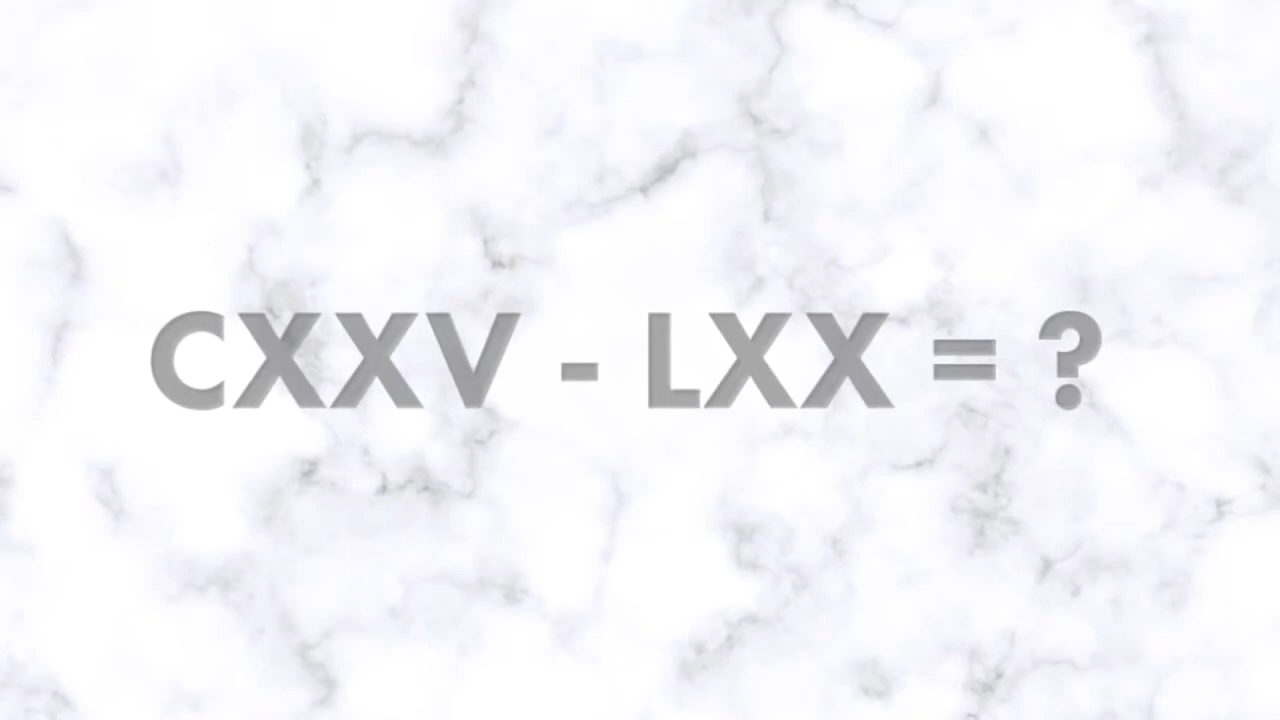 CXXV - LXX = ?